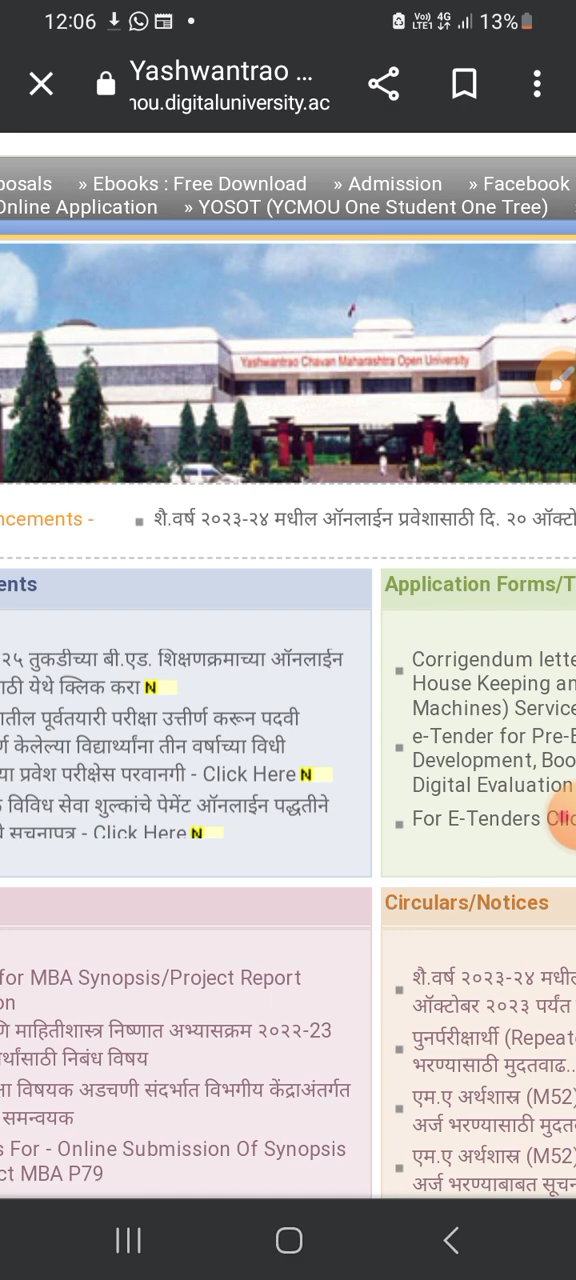 12:06
Vo)) 4G
LTE1
13%
Yashwantrao ...
nou.digitaluniversity.ac
posals » Ebooks : Free Download » Admission » Facebook
Online Application » YOSOT (YCMOU One Student One Tree)
Yashwantrao Chavan Maharashtra Open University
ncements - ▪ शै.वर्ष २०२३-२४ मधील ऑनलाईन प्रवेशासाठी दि. २० ऑक्टो
ents
२५ तुकडीच्या बी.एड. शिक्षणक्रमाच्या ऑनलाईन
ाठी येथे क्लिक करा N
ातील पूर्वतयारी परीक्षा उत्तीर्ण करून पदवी
र्ण केलेल्या विद्यार्थ्यांना तीन वर्षाच्या विधी
या प्रवेश परीक्षेस परवानगी - Click Here N
विविध सेवा शुल्कांचे पेमेंट ऑनलाईन पद्धतीने
सूचनापत्र - Click Here N
Application Forms/T
▪ Corrigendum lette
House Keeping an
Machines) Service
▪ e-Tender for Pre-E
Development, Boo
Digital Evaluation
▪ For E-Tenders Clic
for MBA Synopsis/Project Report
on
णि माहितीशास्त्र निष्णात अभ्यासक्रम २०२२-23
र्थांसाठी निबंध विषय
क्षा विषयक अडचणी संदर्भात विभागीय केंद्राअंतर्गत
समन्वयक
s For - Online Submission Of Synopsis
ct MBA P79
Circulars/Notices
▪ शै.वर्ष २०२३-२४ मधील
ऑक्टोबर २०२३ पर्यंत
▪ पुनर्परीक्षार्थी (Repeat
भरण्यासाठी मुदतवाढ..
▪ एम.ए अर्थशास्त्र (M52)
अर्ज भरण्यासाठी मुदत
▪ एम.ए अर्थशास्त्र (M52)
अर्ज भरण्याबाबत सूचन